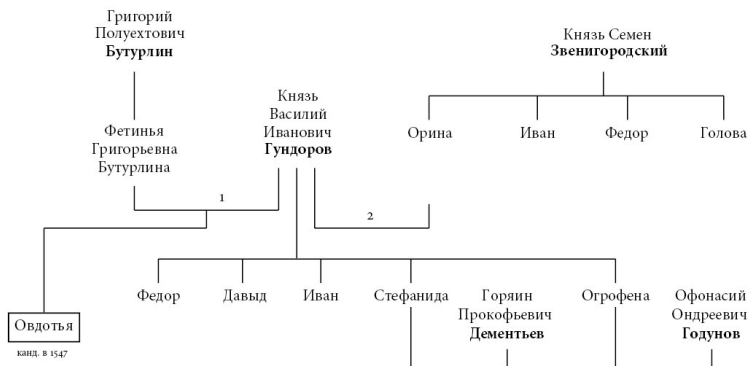 Григорий
Полуехтович
Бутурлин
Князь Семен
Звенигородский
Князь
Василий
Иванович
Гундоров
Фетинья
Григорьевна
Бутурлина
Орина
Иван
Федор
Голова
1
2
Федор
Давыд
Иван
Стефанида
Горяин
Прокофьевич
Дементьев
Огрофена
Офонасий
Ондреевич
Годунов
Овдотья
канд. в 1547